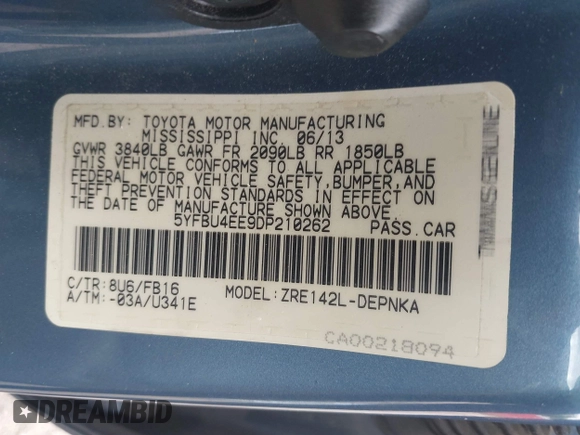 MFD.BY: TOYOTA MOTOR MANUFACTURING
MISSISSIPPI INC. 06/13
GVWR 3840LB GAWR FR 2090LB RR 1850LB
THIS VEHICLE CONFORMS TO ALL APPLICABLE
FEDERAL MOTOR VEHICLE SAFETY,BUMPER,AND
THEFT PREVENTION STANDARDS IN EFFECT ON
THE DATE OF MANUFACTURE SHOWN ABOVE.
5YFBU4EE9DP210262 PASS.CAR
C/TR:8U6/FB16
A/TM:-03A/U341E
MODEL:ZRE142L-DEPNKA
CA00218094
DREAMBID